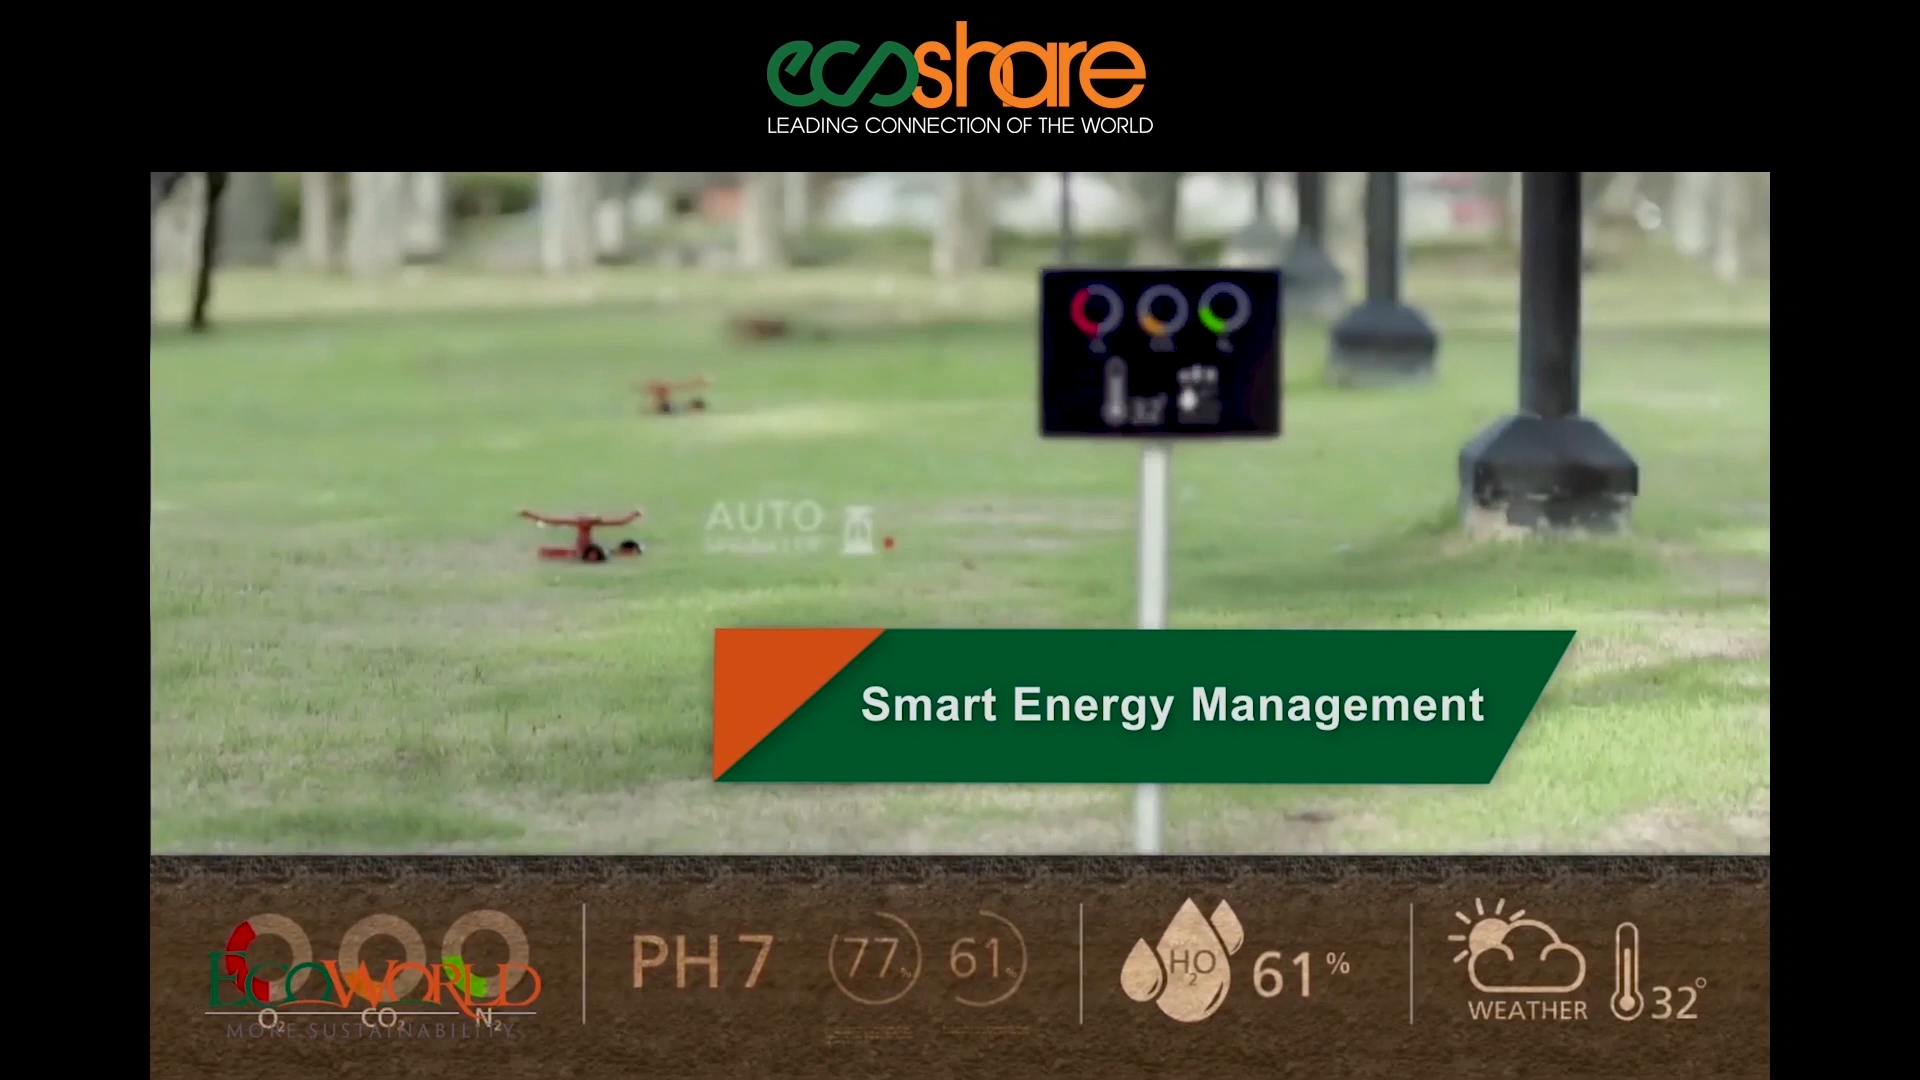 ecoshare
LEADING CONNECTION OF THE WORLD
32°
AUTO
Smart Energy Management
ECOWORLD
O₂ CO₂ N₂
MORE SUSTAINABILITY
PH 7
77%
61%
H₂O
61%
WEATHER
32°